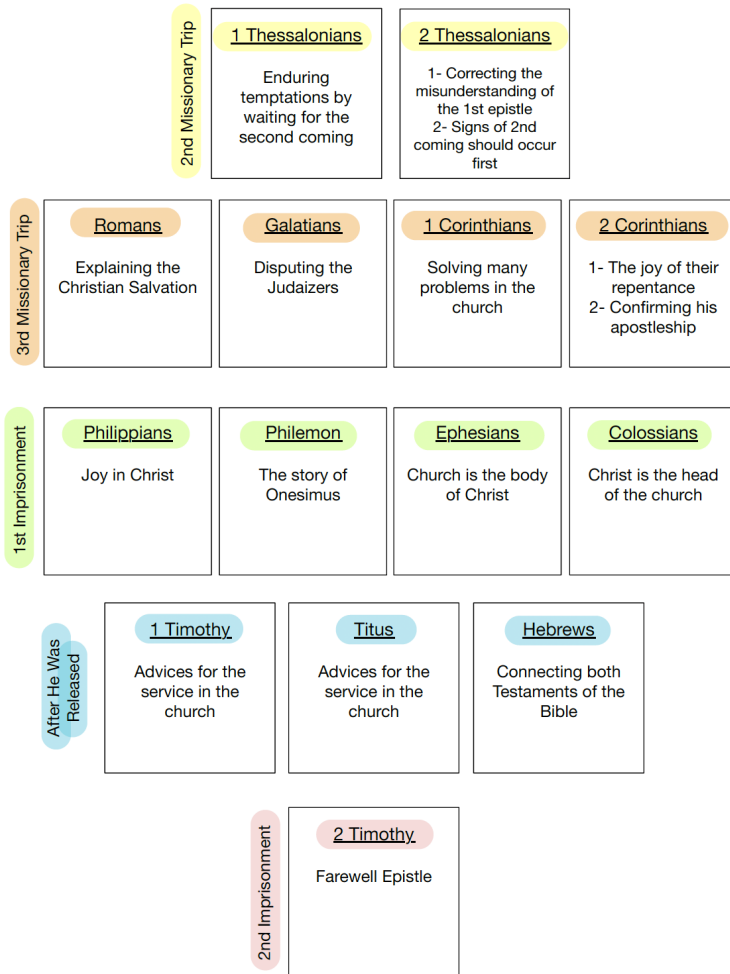 2nd Missionary Trip
1 Thessalonians
Enduring
temptations by
waiting for the
second coming
2 Thessalonians
1- Correcting the
misunderstanding of
the 1st epistle
2- Signs of 2nd
coming should occur
first
3rd Missionary Trip
Romans
Explaining the
Christian Salvation
Galatians
Disputing the
Judaizers
1 Corinthians
Solving many
problems in the
church
2 Corinthians
1- The joy of their
repentance
2- Confirming his
apostleship
1st Imprisonment
Philippians
Joy in Christ
Philemon
The story of
Onesimus
Ephesians
Church is the body
of Christ
Colossians
Christ is the head
of the church
After He Was
Released
1 Timothy
Advices for the
service in the
church
Titus
Advices for the
service in the
church
Hebrews
Connecting both
Testaments of the
Bible
2nd Imprisonment
2 Timothy
Farewell Epistle